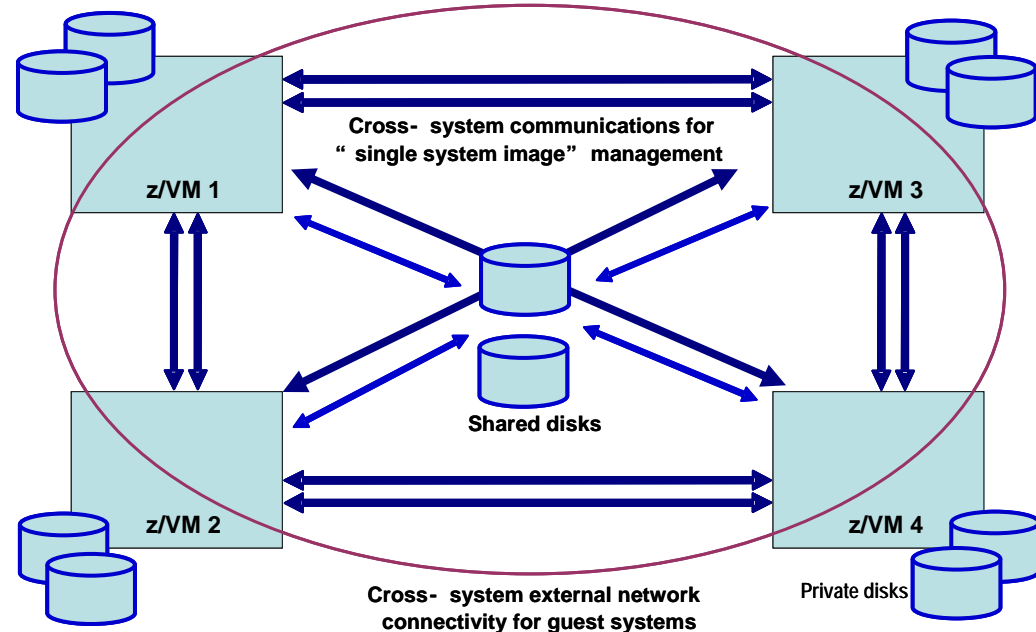 Cross- system communications for
“ single system image” management
z/VM 1
z/VM 3
Shared disks
z/VM 2
z/VM 4
Cross- system external network
connectivity for guest systems
Private disks